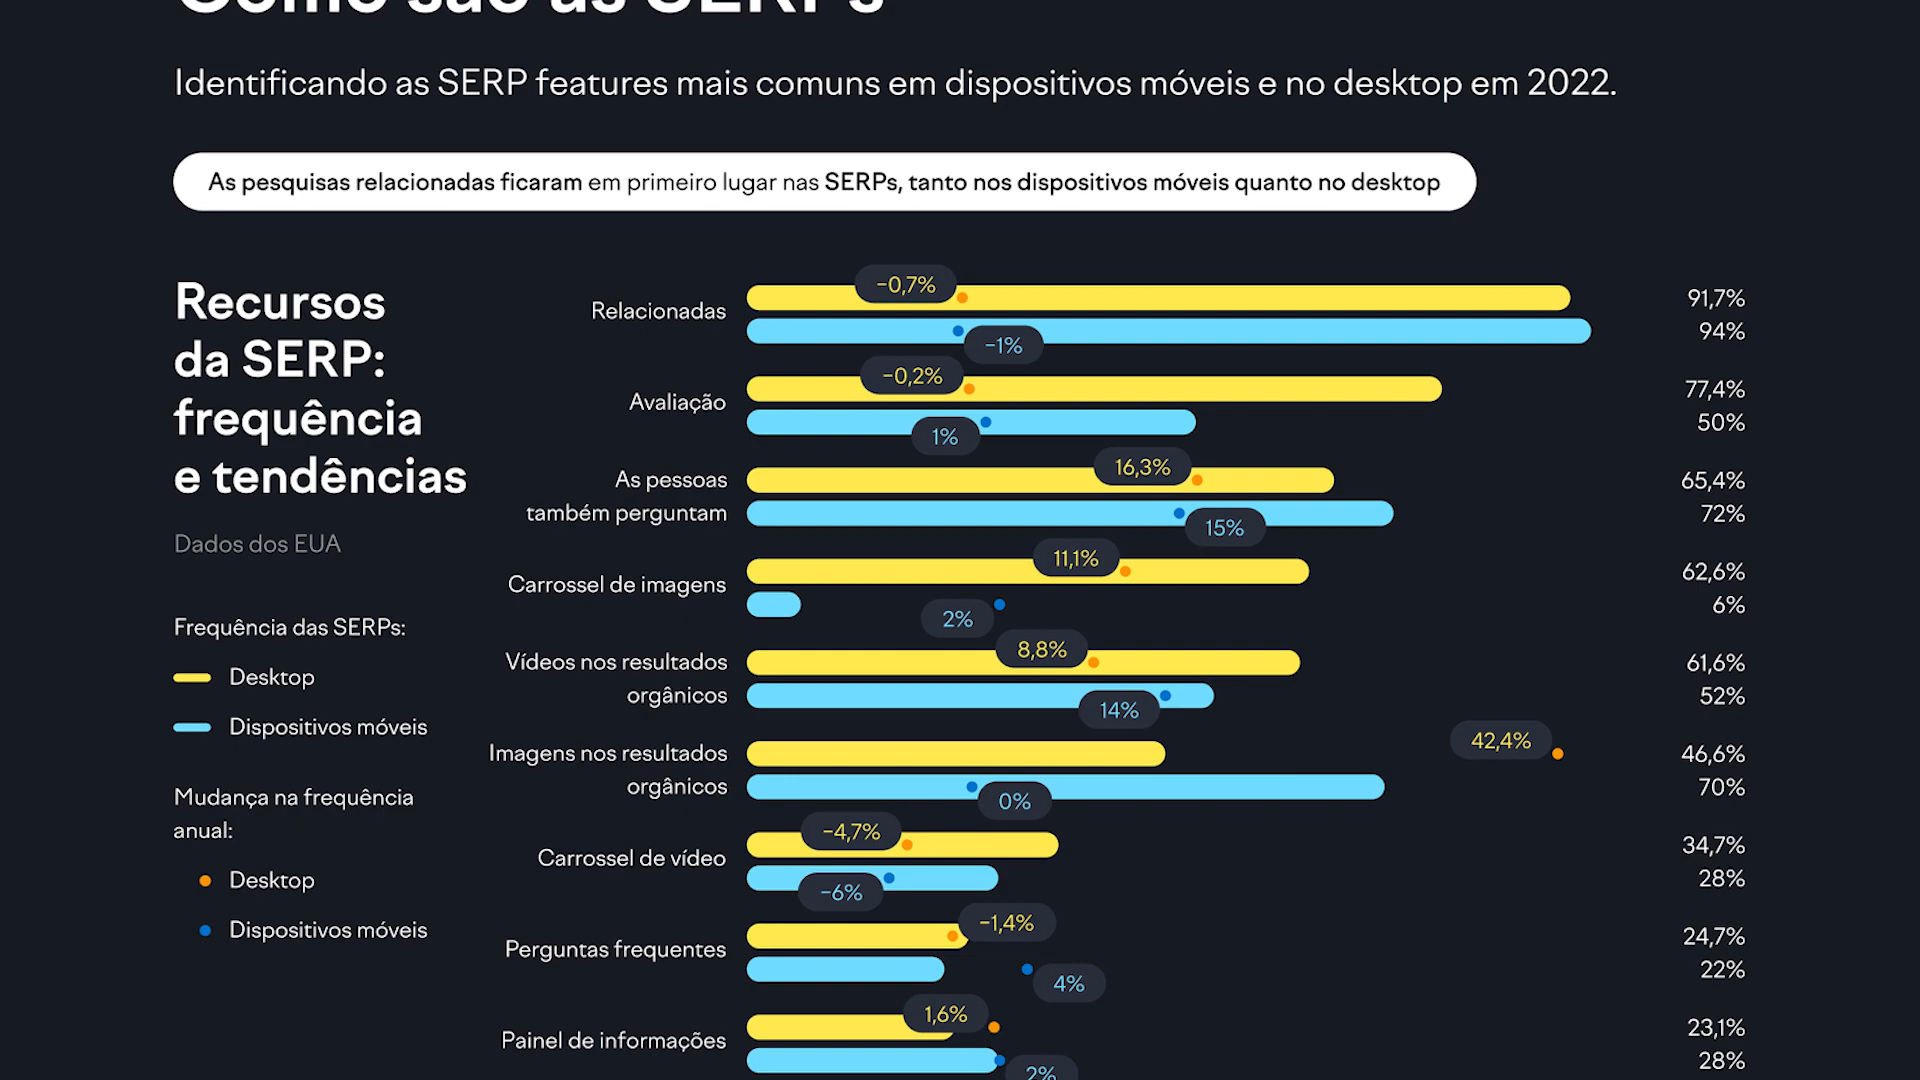 Como são as SERPs
Identificando as SERP features mais comuns em dispositivos móveis e no desktop em 2022.
As pesquisas relacionadas ficaram em primeiro lugar nas SERPs, tanto nos dispositivos móveis quanto no desktop
Recursos
da SERP:
frequência
e tendências
Dados dos EUA
Frequência das SERPs:
Desktop
Dispositivos móveis
Mudança na frequência
anual:
Desktop
Dispositivos móveis
Relacionadas
−0,7%
91,7%
−1%
94%
Avaliação
−0,2%
77,4%
1%
50%
As pessoas
também perguntam
16,3%
65,4%
15%
72%
Carrossel de imagens
11,1%
62,6%
2%
6%
Vídeos nos resultados
orgânicos
8,8%
61,6%
14%
52%
Imagens nos resultados
orgânicos
42,4%
46,6%
0%
70%
Carrossel de vídeo
−4,7%
34,7%
−6%
28%
Perguntas frequentes
−1,4%
24,7%
4%
22%
Painel de informações
1,6%
23,1%
2%
28%